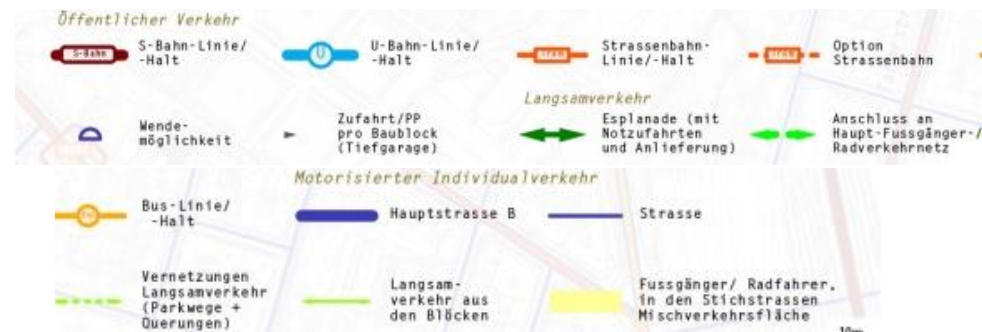 Öffentlicher Verkehr
S-Bahn
S-Bahn-Linie/
-Halt
U
U-Bahn-Linie/
-Halt
Strassenbahn-
Linie/-Halt
Option
Strassenbahn
Langsamverkehr
Wende-
möglichkeit
Zufahrt/PP
pro Baublock
(Tiefgarage)
Esplanade (mit
Notzufahrten
und Anlieferung)
Anschluss an
Haupt-Fussgänger-/
Radverkehrnetz
Motorisierter Individualverkehr
Bus-Linie/
-Halt
Hauptstrasse B
Strasse
Vernetzungen
Langsamverkehr
(Parkwege +
Querungen)
Langsam-
verkehr aus
den Blöcken
Fussgänger/ Radfahrer,
in den Stichstrassen
Mischverkehrsfläche